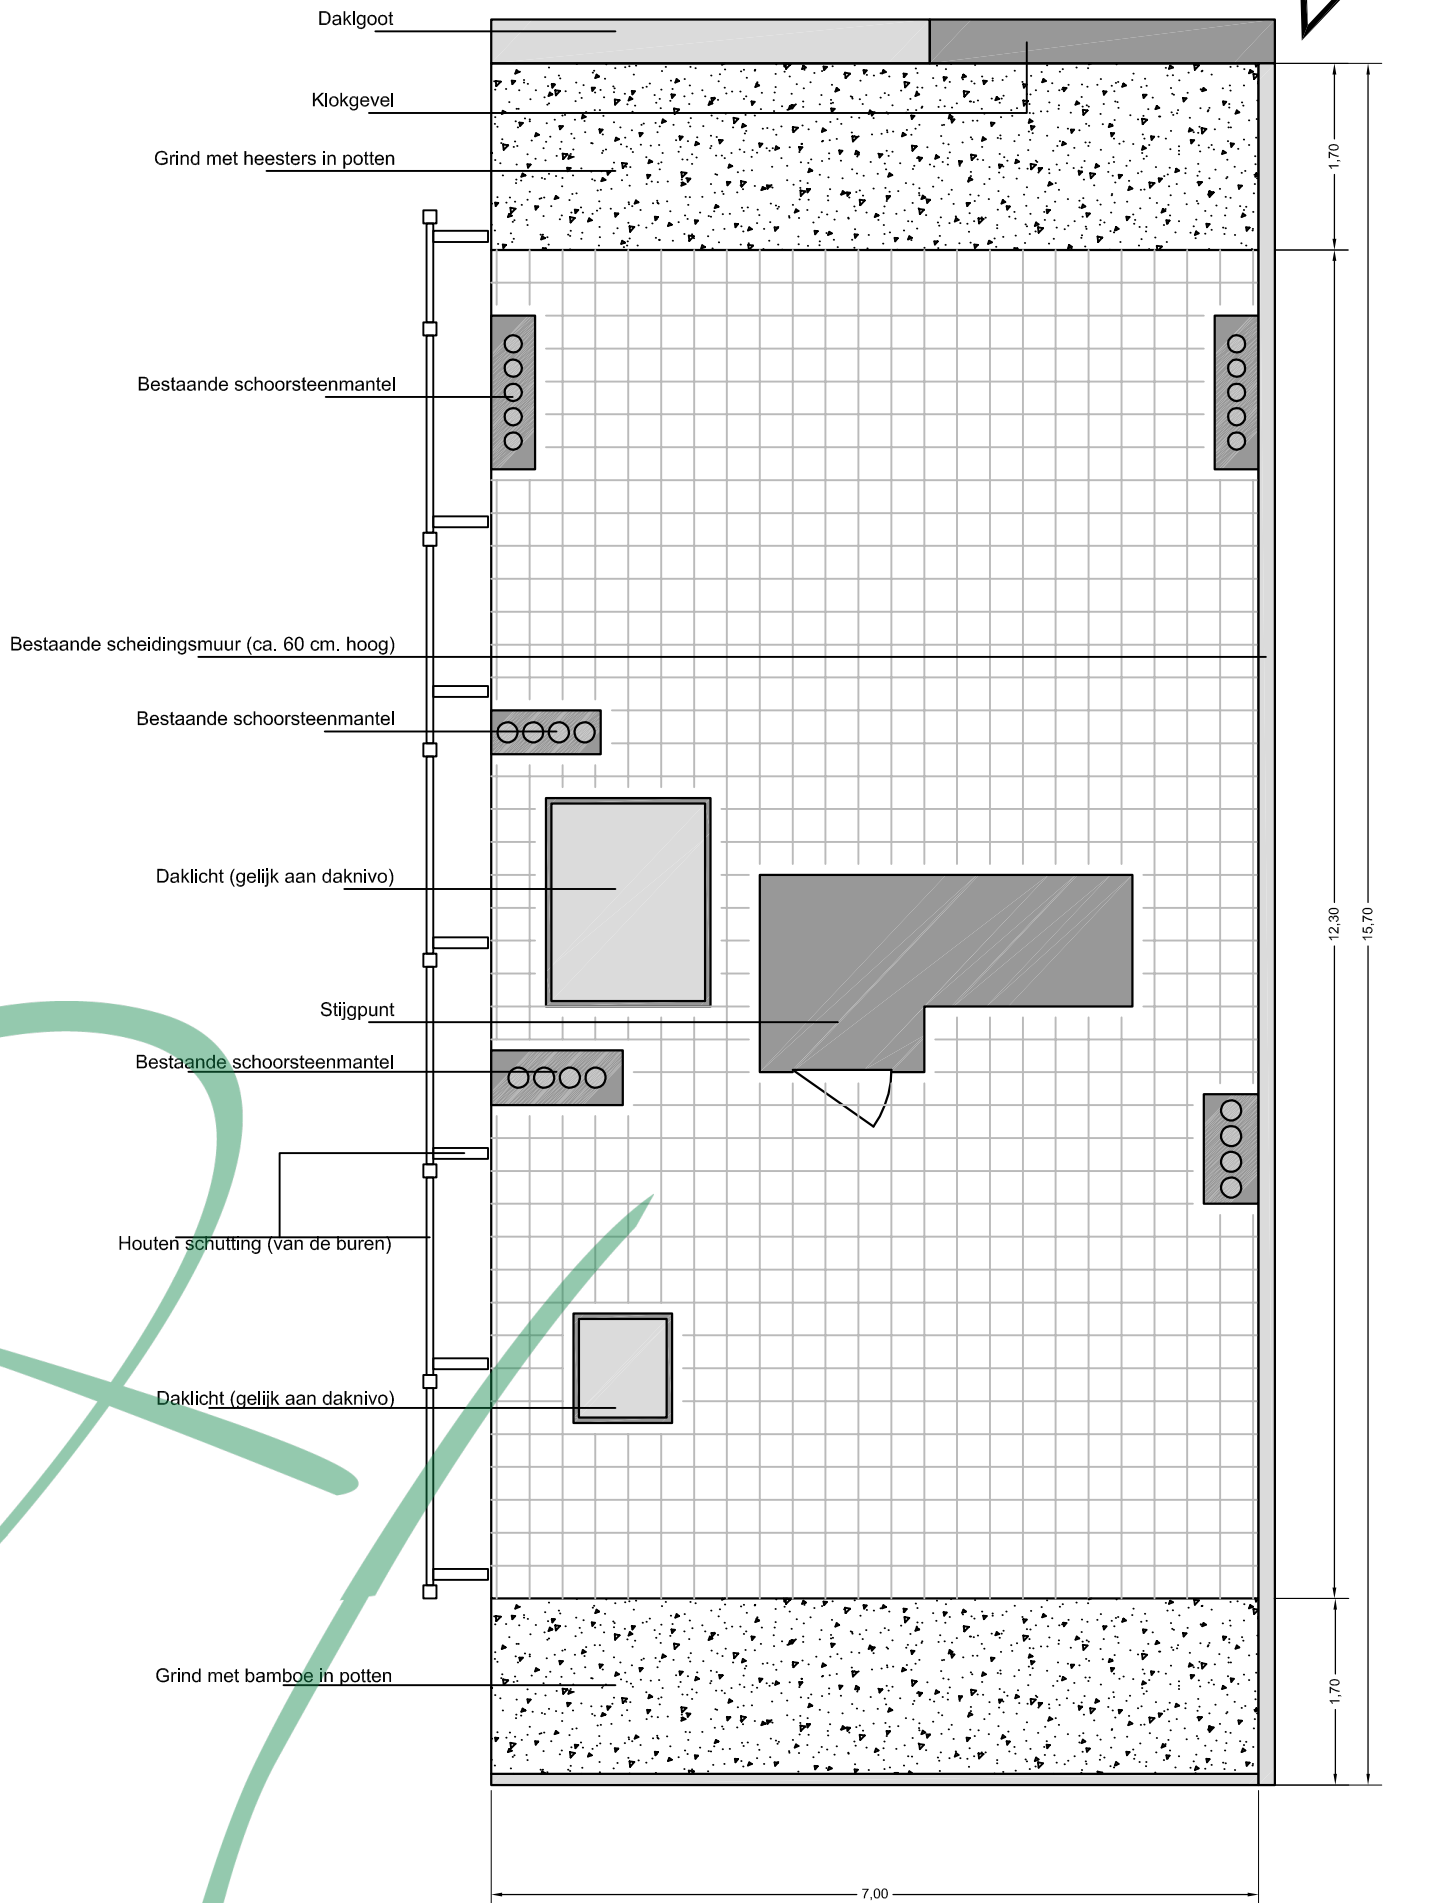 Daklgoot
Klokgevel
Grind met heesters in potten
1,70
Bestaande schoorsteenmantel
Bestaande scheidingsmuur (ca. 60 cm. hoog)
Bestaande schoorsteenmantel
Daklicht (gelijk aan daknivo)
12,30
15,70
Stijgpunt
Bestaande schoorsteenmantel
Houten schutting (van de buren)
Daklicht (gelijk aan daknivo)
Grind met bamboe in potten
1,70
7,00